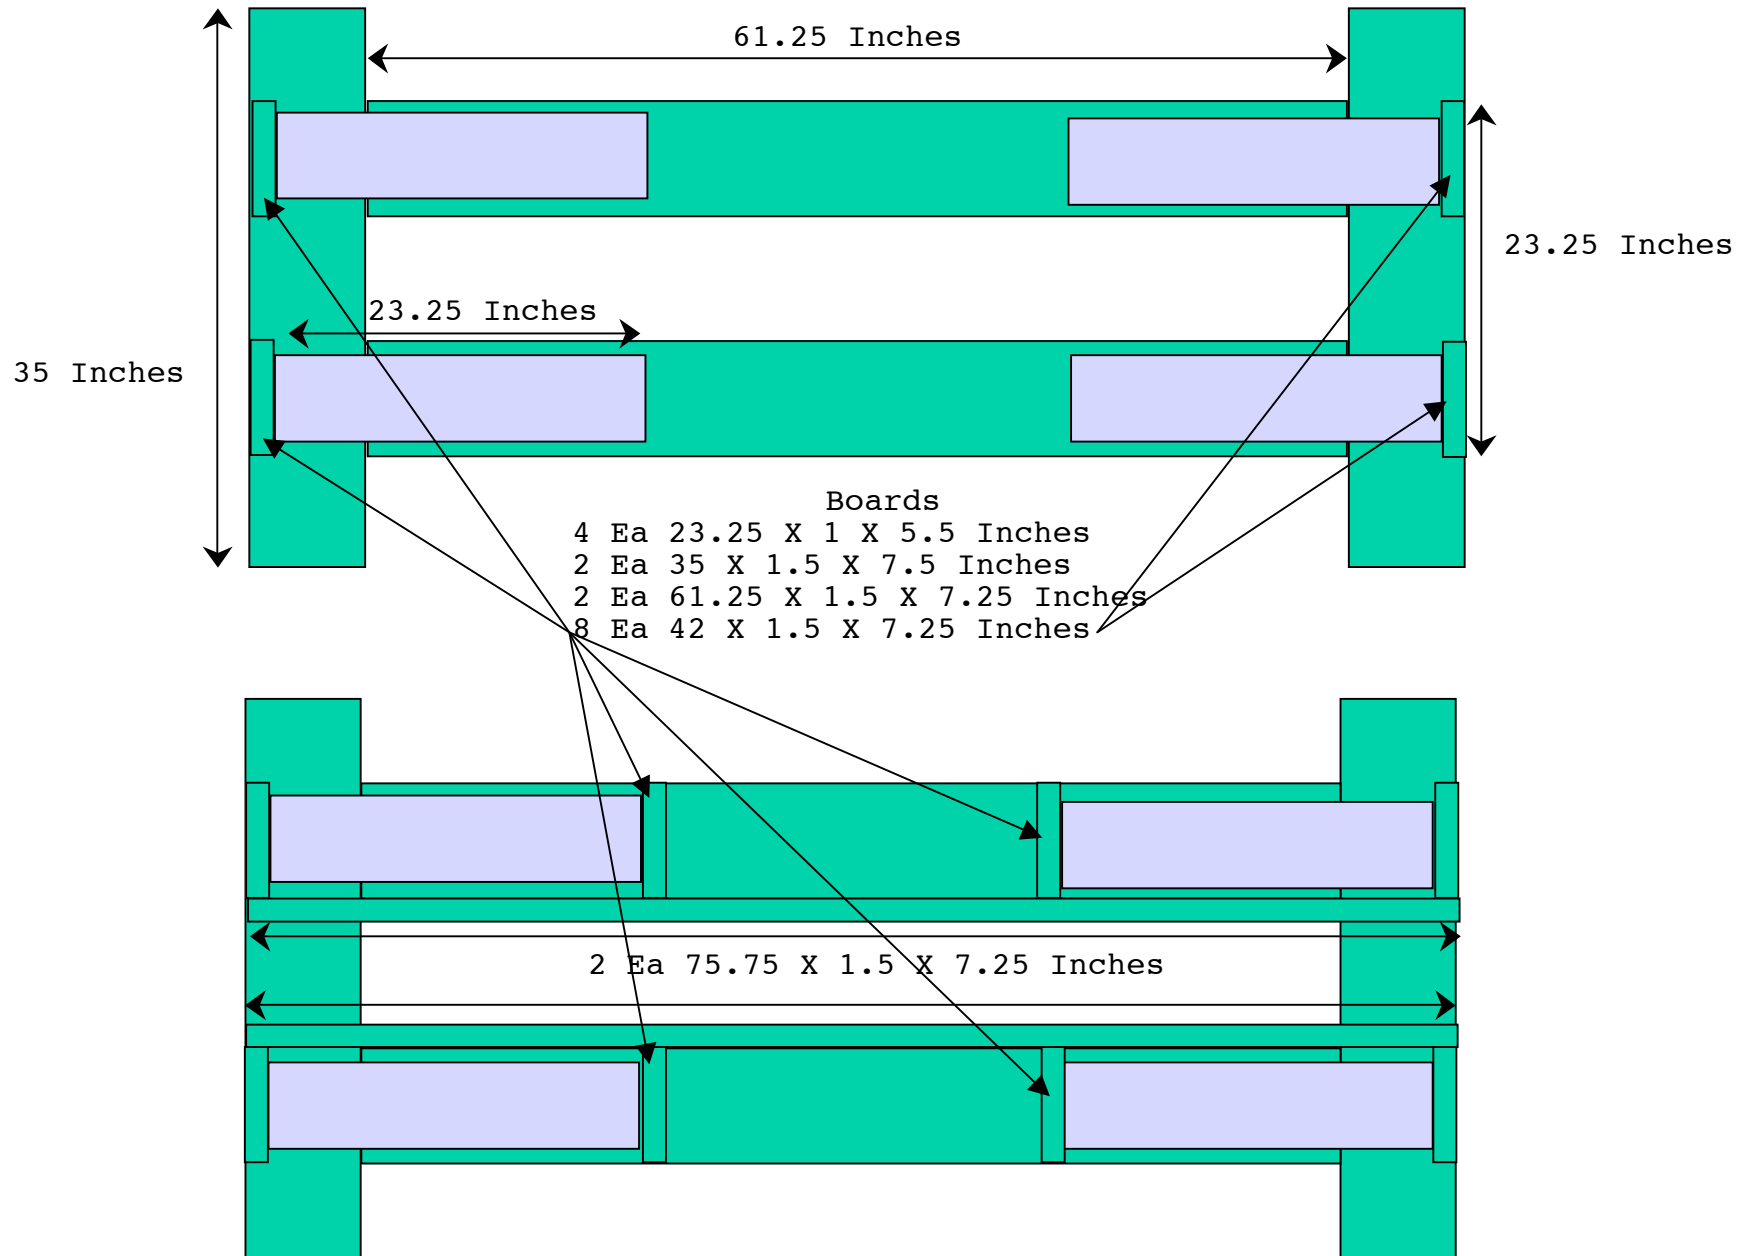 61.25 Inches
23.25 Inches
23.25 Inches
35 Inches
Boards
4 Ea 23.25 X 1 X 5.5 Inches
2 Ea 35 X 1.5 X 7.5 Inches
2 Ea 61.25 X 1.5 X 7.25 Inches
8 Ea 42 X 1.5 X 7.25 Inches
2 Ea 75.75 X 1.5 X 7.25 Inches